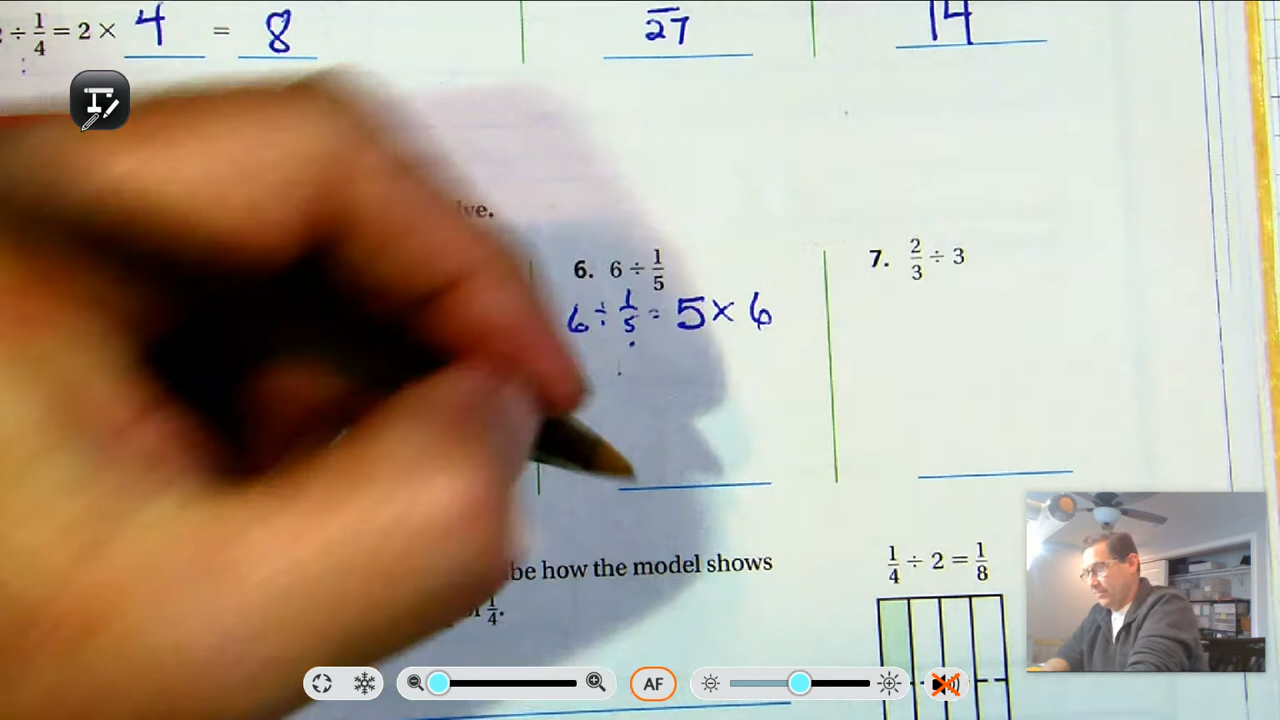 ÷ 1/4 = 2 × 4 = 8
27
14
ve.
6. 6 ÷ 1/5
6 ÷ 1/5 = 5 × 6
7. 2/3 ÷ 3
be how the model shows
1/4.
1/4 ÷ 2 = 1/8
AF